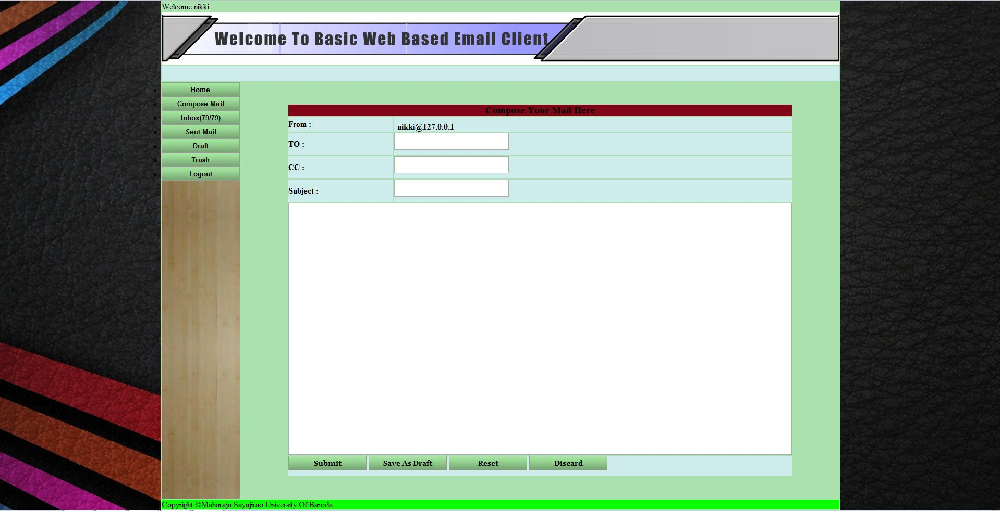 Welcome nikki
Welcome To Basic Web Based Email Client
Home
Compose Mail
Inbox(79/79)
Sent Mail
Draft
Trash
Logout
Compose Your Mail Here
From : nikki@127.0.0.1
TO :
CC :
Subject :
Submit Save As Draft Reset Discard
Copyright ©Maharaja Sayajirao University Of Baroda